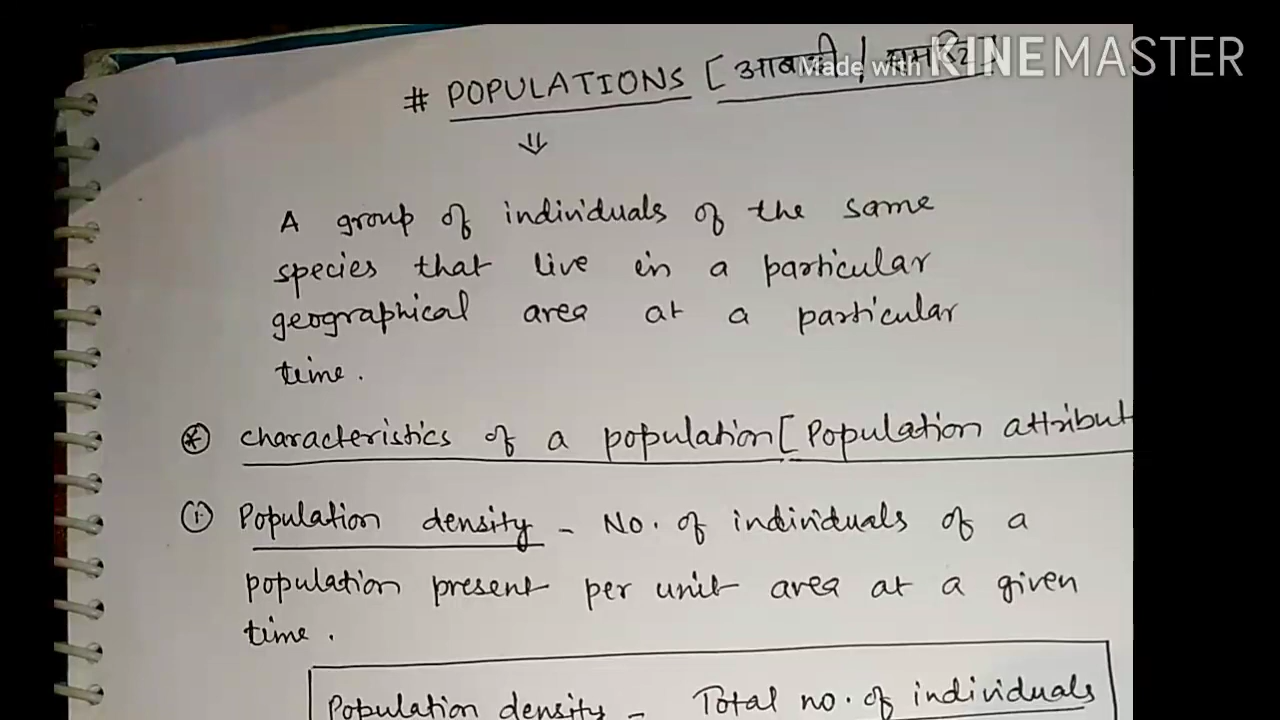 # POPULATIONS [आबादी / समष्टि]
Made with KINEMASTER
⇓
A group of individuals of the same
species that live in a particular
geographical area at a particular
time.
* characteristics of a population [Population attribut
① Population density - No. of individuals of a
population present per unit area at a given
time.
Population density = Total no. of individuals